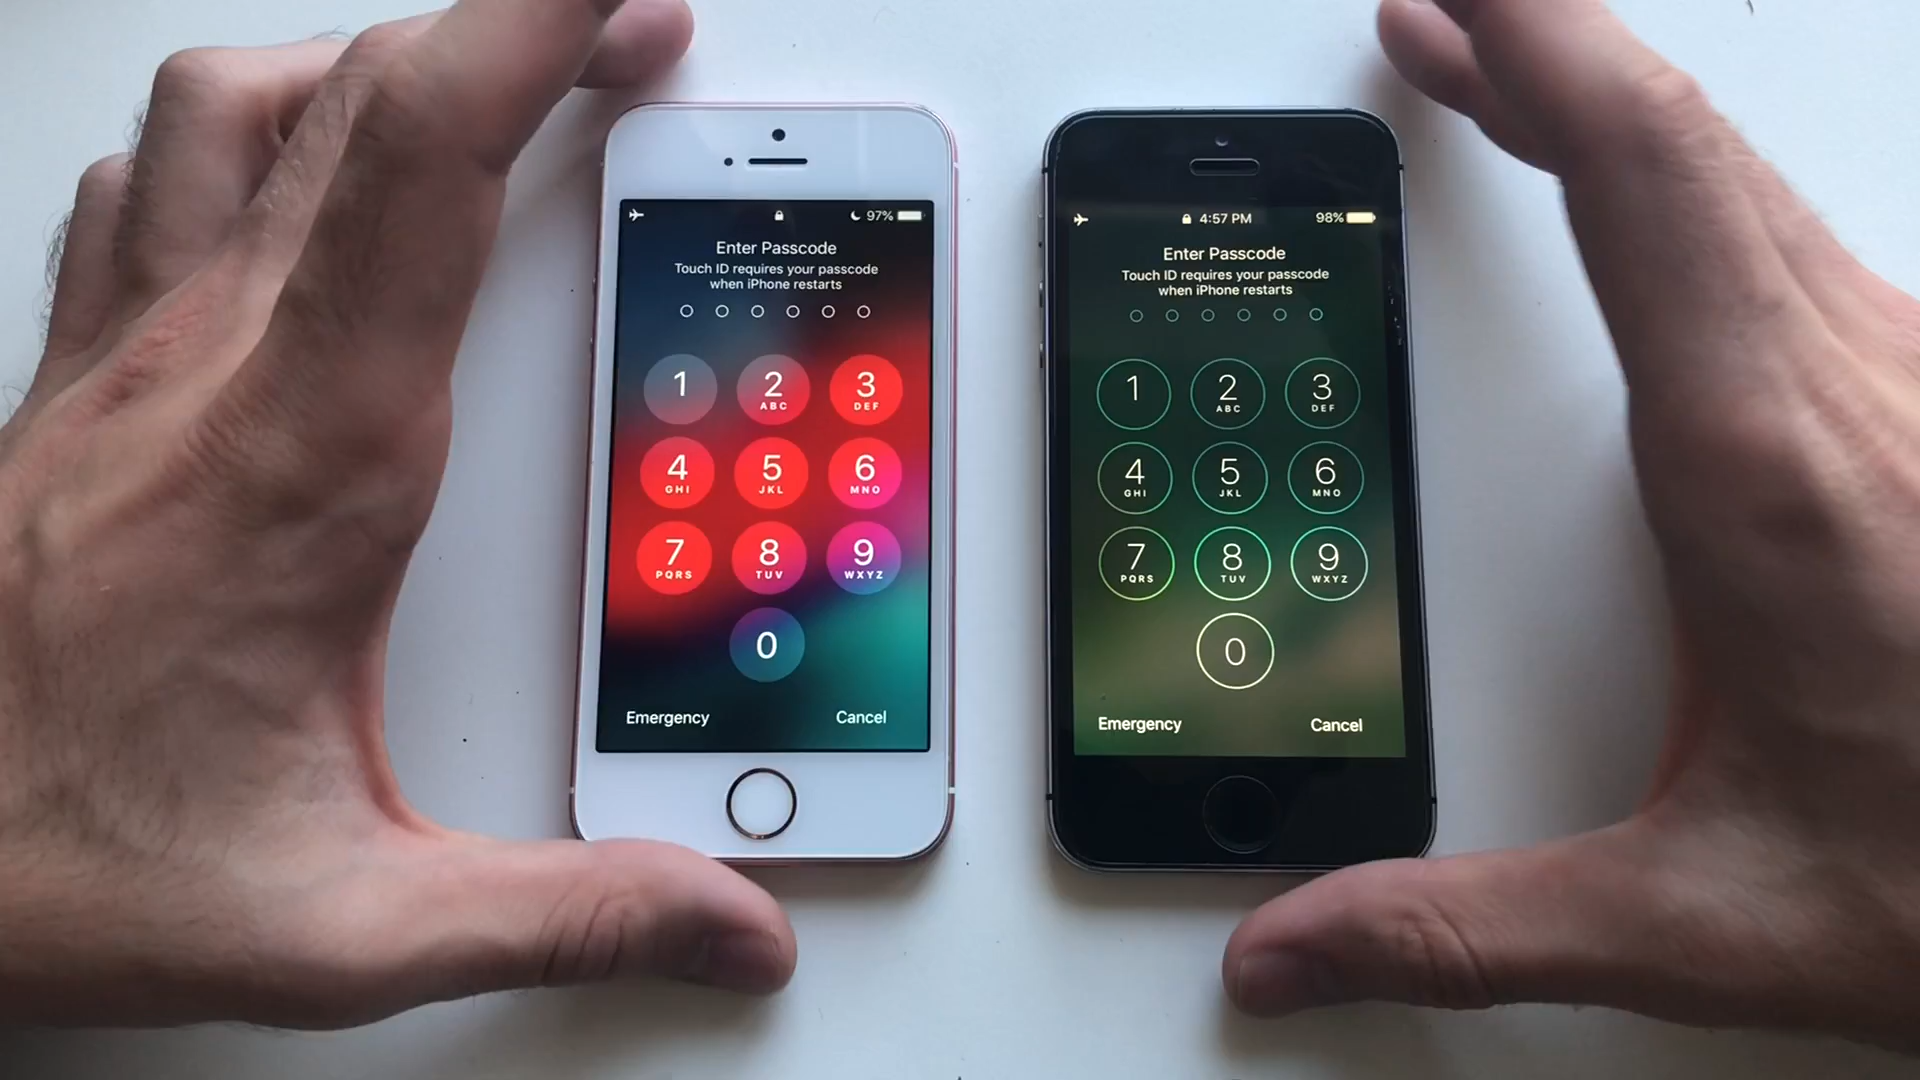 97%
Enter Passcode
Touch ID requires your passcode
when iPhone restarts
1
2
ABC
3
DEF
4
GHI
5
JKL
6
MNO
7
PQRS
8
TUV
9
WXYZ
0
Emergency
Cancel
4:57 PM
98%
Enter Passcode
Touch ID requires your passcode
when iPhone restarts
1
2
ABC
3
DEF
4
GHI
5
JKL
6
MNO
7
PQRS
8
TUV
9
WXYZ
0
Emergency
Cancel